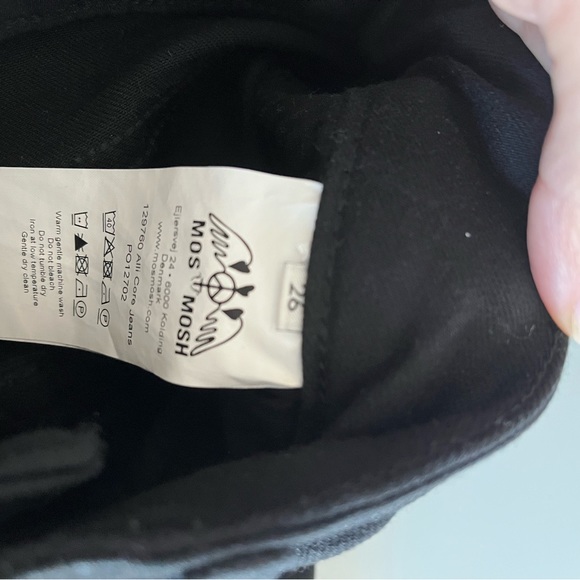 26
MOS MOSH
Ejlersvej 24 • 6000 Kolding
Denmark
www.mosmosh.com
129760 Alli Core Jeans
PO12702
40
Warm gentle machine wash
Do not bleach
Do not tumble dry
Iron at low temperature
Gentle dry clean